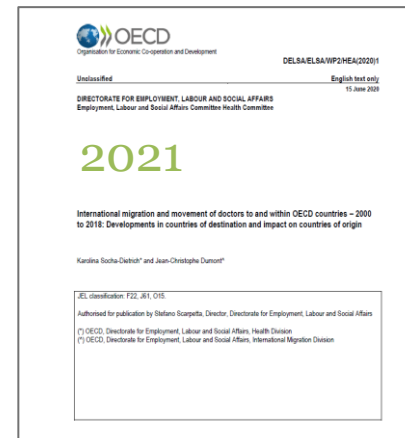 OECD
Organisation for Economic Co-operation and Development
DELSA/ELSA/WP2/HEA(2020)1
Unclassified
English text only
15 June 2020
DIRECTORATE FOR EMPLOYMENT, LABOUR AND SOCIAL AFFAIRS
Employment, Labour and Social Affairs Committee Health Committee
2021
International migration and movement of doctors to and within OECD countries – 2000
to 2018: Developments in countries of destination and impact on countries of origin
Karolina Socha-Dietrich* and Jean-Christophe Dumont^
JEL classification: F22, J61, O15.
Authorised for publication by Stefano Scarpetta, Director, Directorate for Employment, Labour and Social Affairs
(*) OECD, Directorate for Employment, Labour and Social Affairs, Health Division
(^) OECD, Directorate for Employment, Labour and Social Affairs, International Migration Division